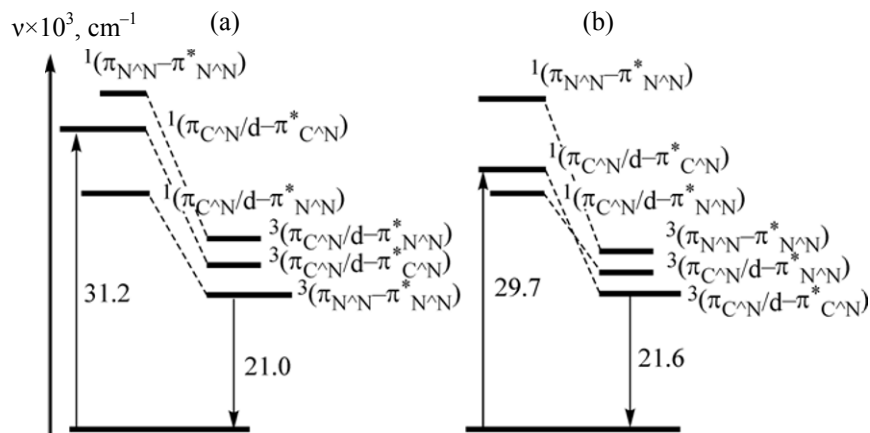 ν×10³, cm⁻¹
(a)
¹(π_N^N–π*_N^N)
¹(π_C^N/d–π*_C^N)
¹(π_C^N/d–π*_N^N)
³(π_C^N/d–π*_N^N)
³(π_C^N/d–π*_C^N)
³(π_N^N–π*_N^N)
31.2
21.0
(b)
¹(π_N^N–π*_N^N)
¹(π_C^N/d–π*_C^N)
¹(π_C^N/d–π*_N^N)
³(π_N^N–π*_N^N)
³(π_C^N/d–π*_N^N)
³(π_C^N/d–π*_C^N)
29.7
21.6